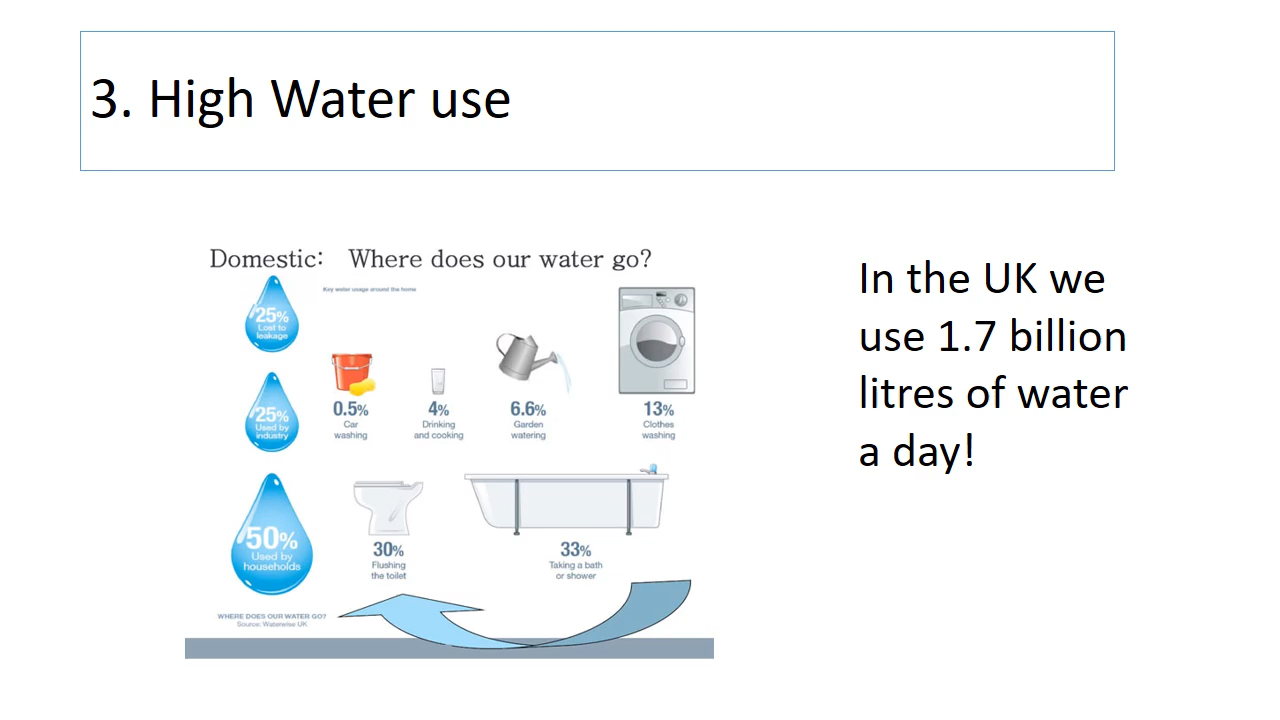 3. High Water use
Domestic: Where does our water go?
Key water usage around the home
25%
Lost to
leakage
25%
Used by
industry
50%
Used by
households
0.5%
Car
washing
4%
Drinking
and cooking
6.6%
Garden
watering
13%
Clothes
washing
30%
Flushing
the toilet
33%
Taking a bath
or shower
WHERE DOES OUR WATER GO?
Source: Waterwise UK
In the UK we
use 1.7 billion
litres of water
a day!